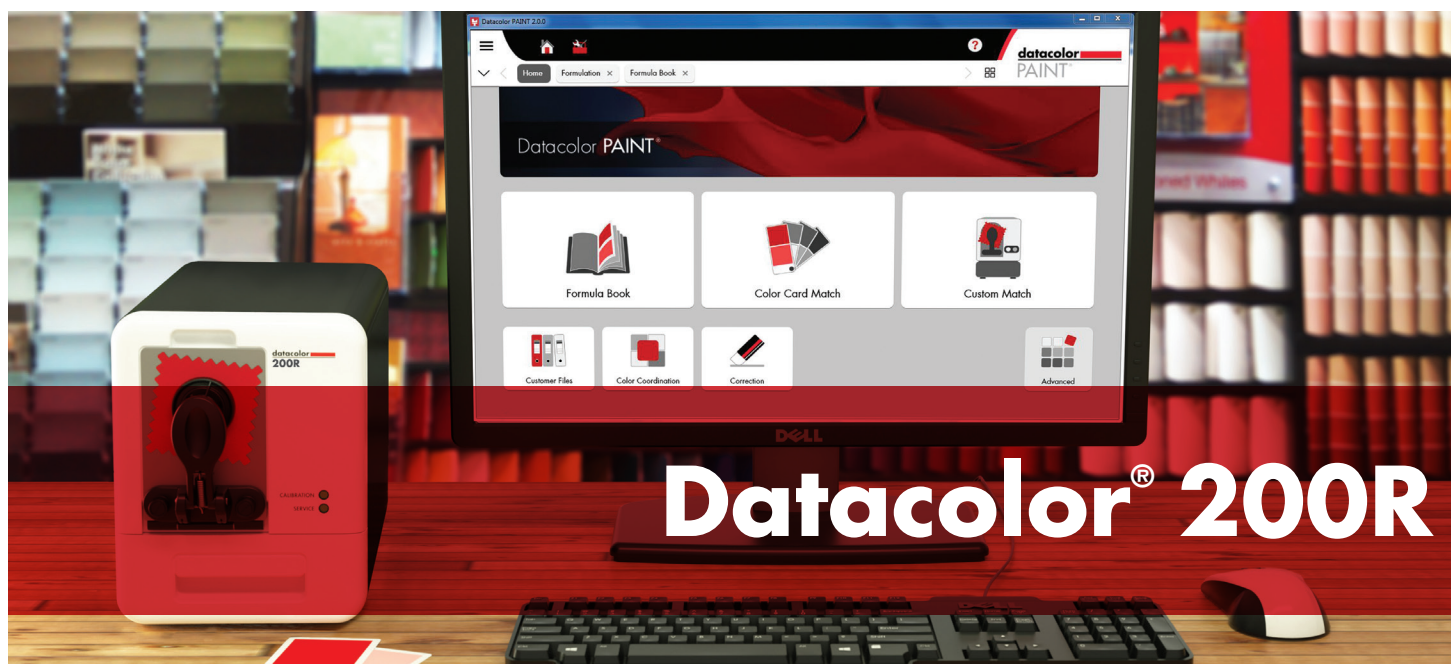 Datacolor PAINT 2.0.0
datacolor
PAINT
Home
Formulation
Formula Book
Datacolor PAINT
Formula Book
Color Card Match
Custom Match
Customer Files
Color Coordination
Correction
Advanced
datacolor
200R
CALIBRATION
SERVICE
DELL
Datacolor® 200R